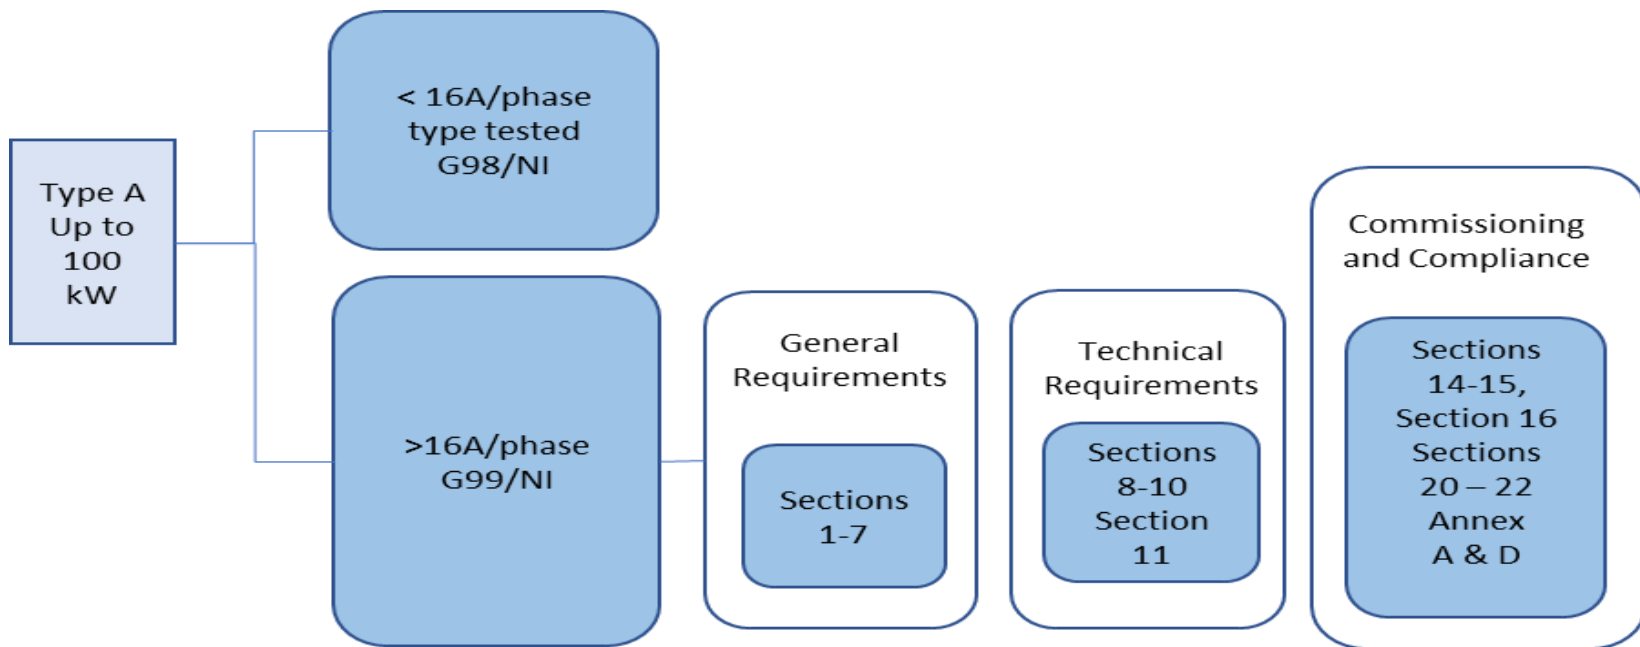 Type A
Up to
100
kW
< 16A/phase
type tested
G98/NI
>16A/phase
G99/NI
General
Requirements
Sections
1-7
Technical
Requirements
Sections
8-10
Section
11
Commissioning
and Compliance
Sections
14-15,
Section 16
Sections
20 – 22
Annex
A & D